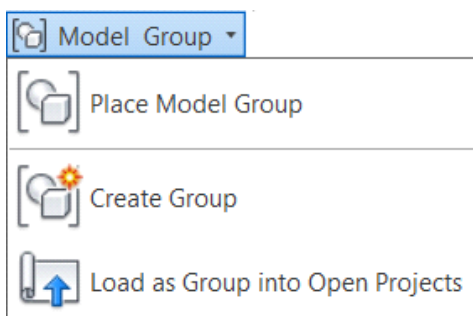 Model Group
Place Model Group
Create Group
Load as Group into Open Projects